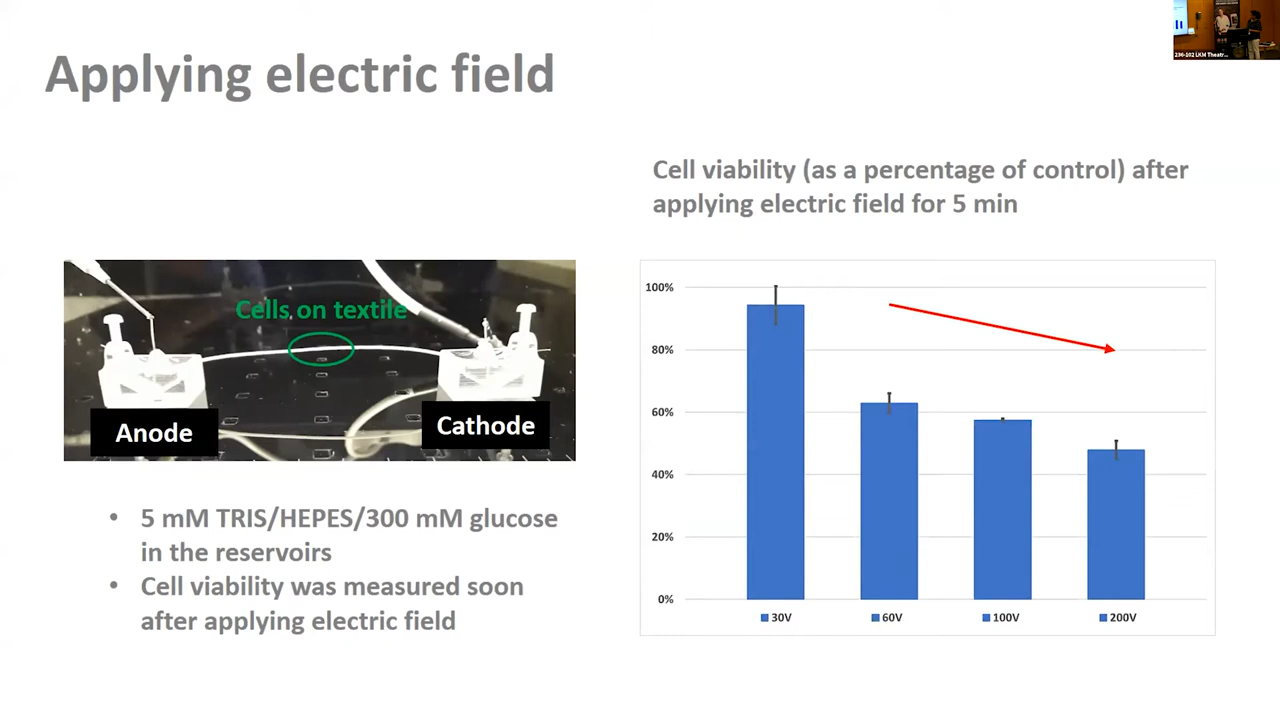 Applying electric field
Cell viability (as a percentage of control) after
applying electric field for 5 min
Cells on textile
Anode
Cathode
• 5 mM TRIS/HEPES/300 mM glucose
in the reservoirs
• Cell viability was measured soon
after applying electric field
100%
80%
60%
40%
20%
0%
30V 60V 100V 200V